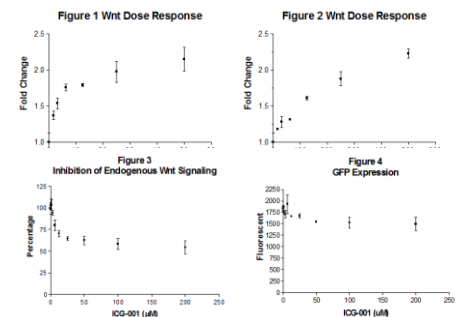 Figure 1 Wnt Dose Response
2.5
2.0
1.5
1.0
Fold Change
Figure 2 Wnt Dose Response
2.5
2.0
1.5
1.0
Fold Change
Figure 3
Inhibition of Endogenous Wnt Signaling
125
100
75
50
25
0
Percentage
0 50 100 150 200 250
ICG-001 (uM)
Figure 4
GFP Expression
2250
2000
1750
1500
1250
1000
750
500
250
0
Fluorescent
0 50 100 150 200 250
ICG-001 (uM)